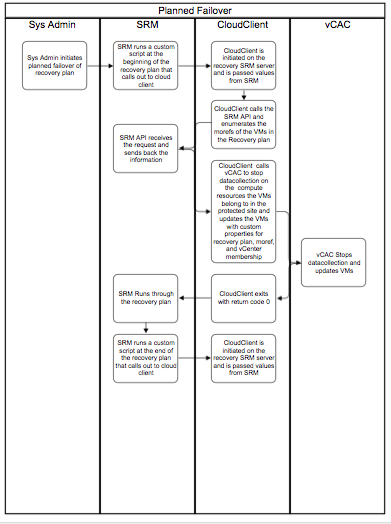 Planned Failover
Sys Admin
SRM
CloudClient
vCAC
Sys Admin initiates
planned failover of
recovery plan
SRM runs a custom
script at the
beginning of the
recovery plan that
calls out to cloud
client
CloudClient is
initiated on the
recovery SRM server
and is passed values
from SRM
CloudClient calls the
SRM API and
enumerates the
morefs of the VMs in
the Recovery plan
SRM API receives
the request and
sends back the
information
CloudClient calls
vCAC to stop
datacollection on
the compute
resources the VMs
belong to in the
protected site and
updates the VMs
with custom
properties for
recovery plan, moref,
and vCenter
membership
vCAC Stops
datacollection and
updates VMs
CloudClient exits
with return code 0
SRM Runs through
the recovery plan
SRM runs a custom
script at the end of
the recovery plan
that calls out to cloud
client
CloudClient is
initiated on the
recovery SRM server
and is passed values
from SRM